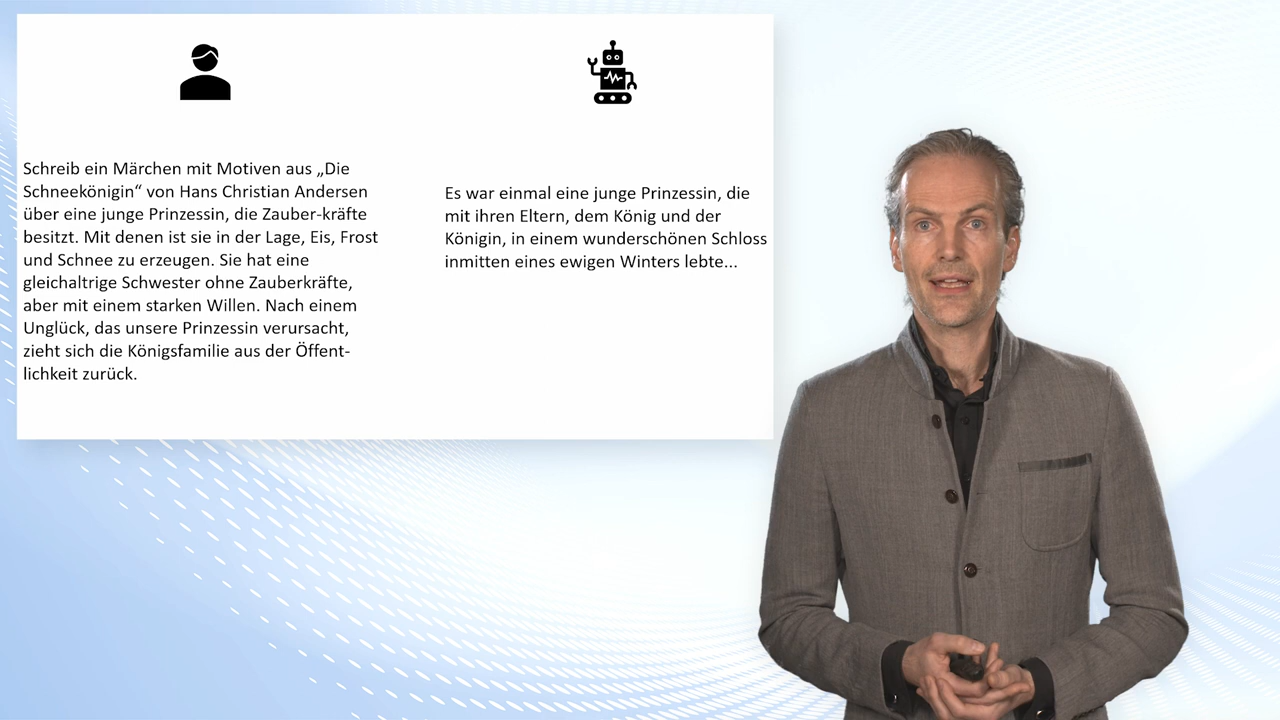 Schreib ein Märchen mit Motiven aus „Die
Schneekönigin“ von Hans Christian Andersen
über eine junge Prinzessin, die Zauber-kräfte
besitzt. Mit denen ist sie in der Lage, Eis, Frost
und Schnee zu erzeugen. Sie hat eine
gleichaltrige Schwester ohne Zauberkräfte,
aber mit einem starken Willen. Nach einem
Unglück, das unsere Prinzessin verursacht,
zieht sich die Königsfamilie aus der Öffent-
lichkeit zurück.
Es war einmal eine junge Prinzessin, die
mit ihren Eltern, dem König und der
Königin, in einem wunderschönen Schloss
inmitten eines ewigen Winters lebte...